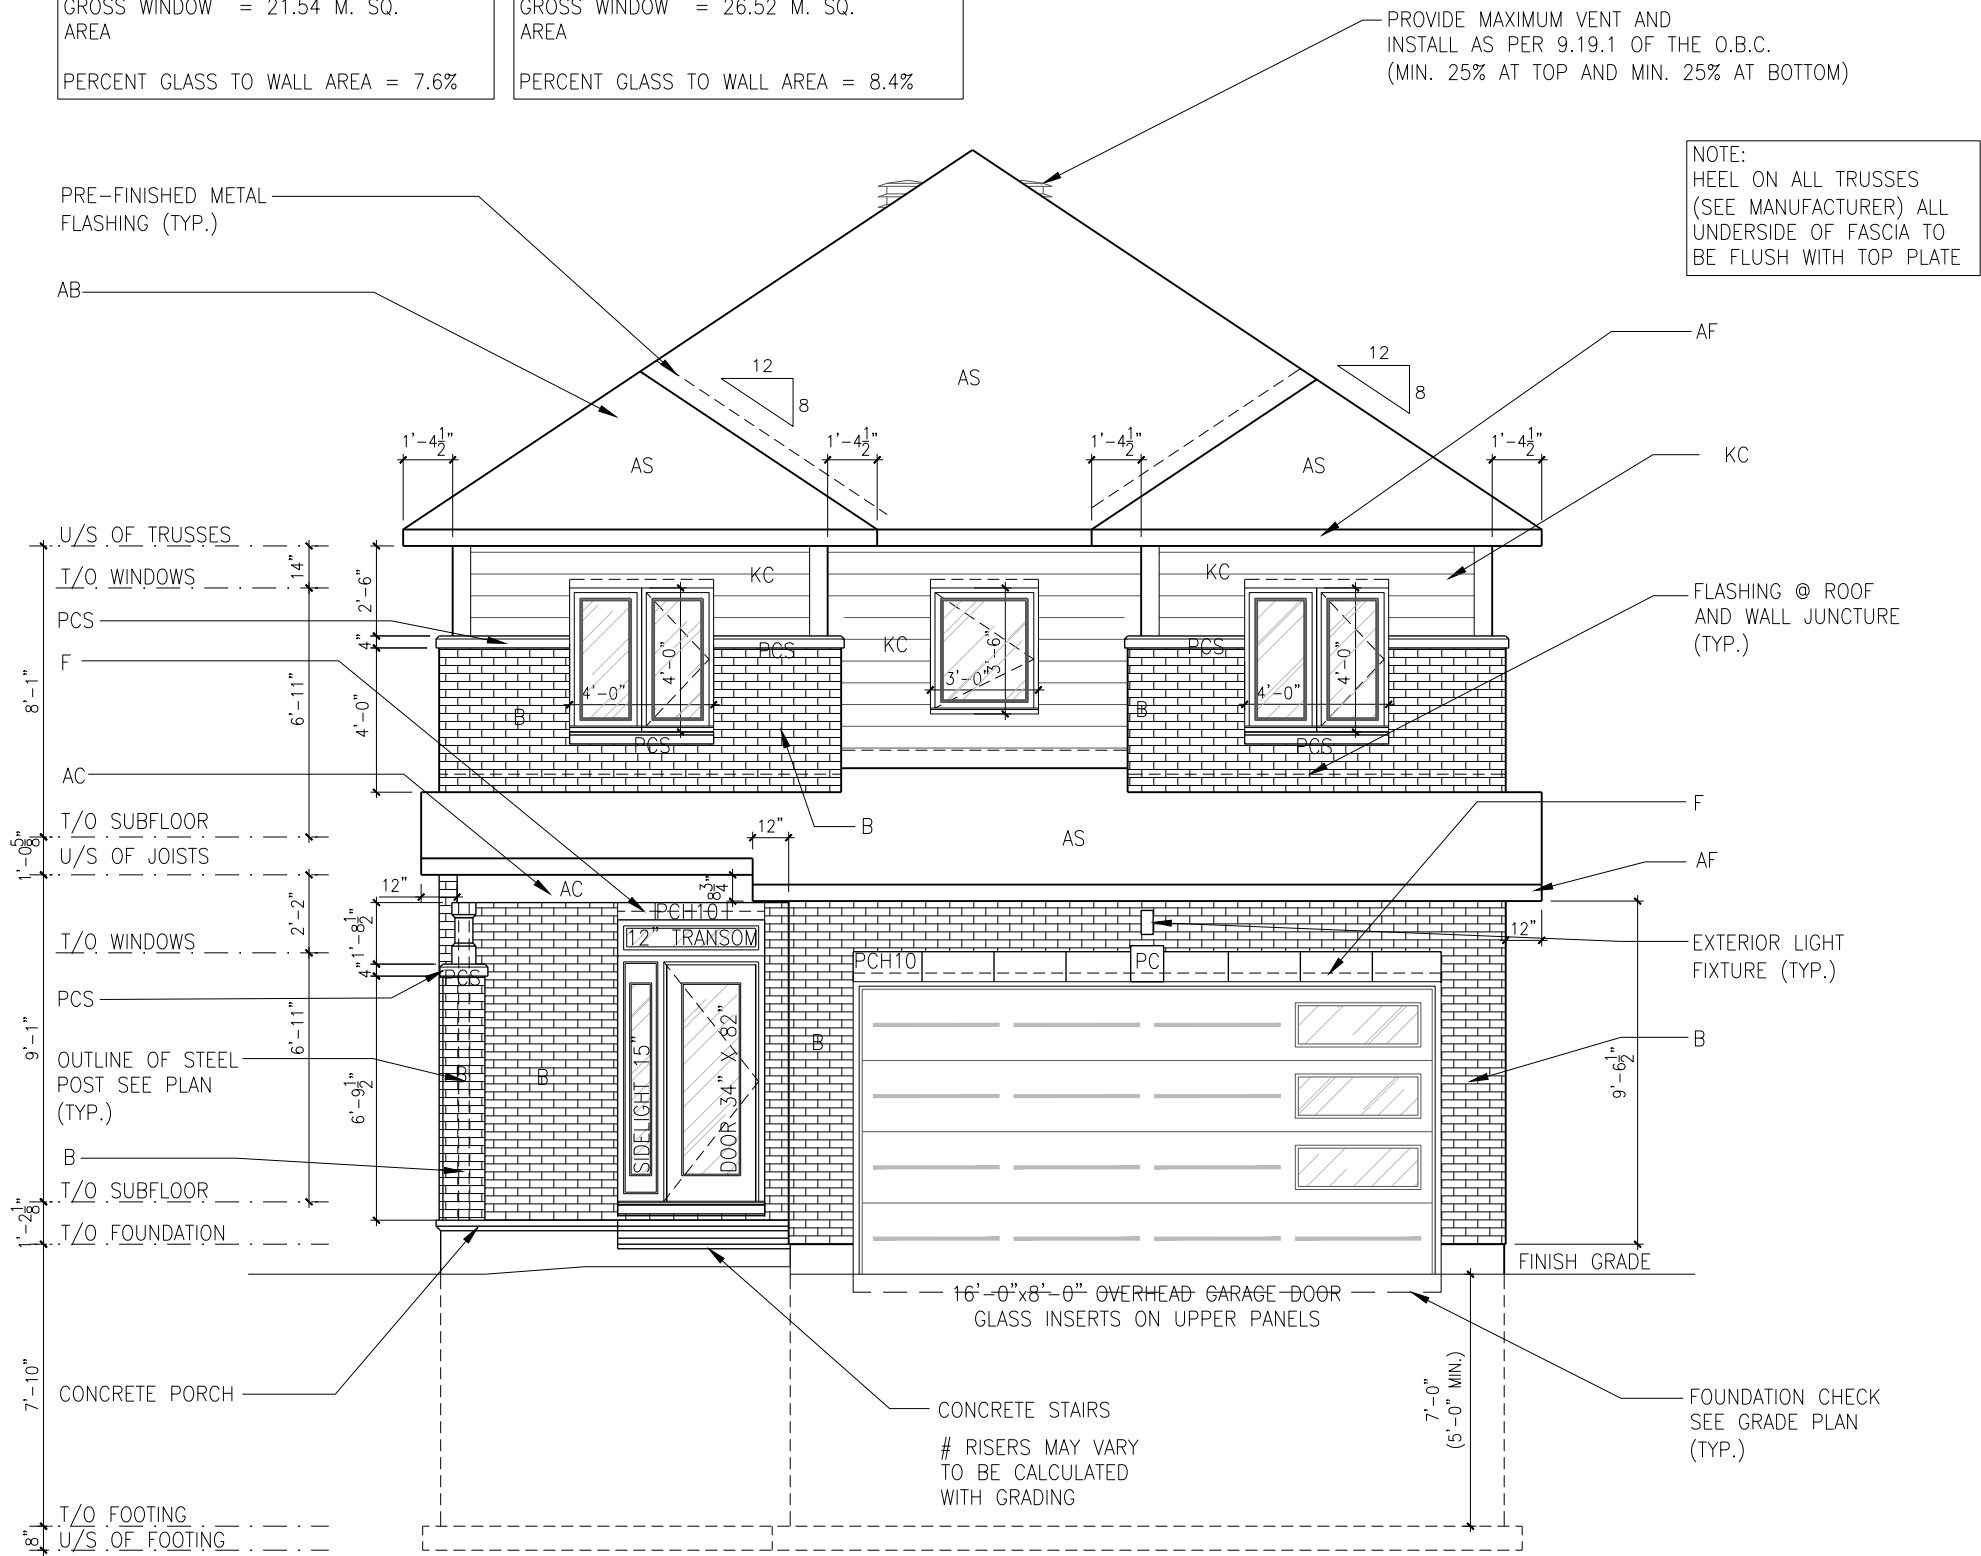 GROSS WINDOW = 21.54 M. SQ.
AREA
PERCENT GLASS TO WALL AREA = 7.6%
GROSS WINDOW = 26.52 M. SQ.
AREA
PERCENT GLASS TO WALL AREA = 8.4%
PROVIDE MAXIMUM VENT AND
INSTALL AS PER 9.19.1 OF THE O.B.C.
(MIN. 25% AT TOP AND MIN. 25% AT BOTTOM)
NOTE:
HEEL ON ALL TRUSSES
(SEE MANUFACTURER) ALL
UNDERSIDE OF FASCIA TO
BE FLUSH WITH TOP PLATE
PRE-FINISHED METAL
FLASHING (TYP.)
AB
AF
12
8
AS
12
8
1'-4½"
AS
1'-4½"
1'-4½"
AS
1'-4½"
KC
U/S OF TRUSSES
T/O WINDOWS
14"
2'-6"
KC
KC
PCS
F
4"
4'-0"
4'-0"
PCS
KC
3'-0"
3'-6"
PCS
4'-0"
4'-0"
FLASHING @ ROOF
AND WALL JUNCTURE
(TYP.)
8'-1"
6'-11"
4'-0"
B
PCS
B
PCS
AC
T/O SUBFLOOR
U/S OF JOISTS
1'-0⅝"
B
12"
AS
F
AF
12"
AC
8¾"
PCH10
12" TRANSOM
2'-2"
1'-8½"
T/O WINDOWS
4"
PCS
PCS
PCH10
PC
12"
EXTERIOR LIGHT
FIXTURE (TYP.)
9'-1"
6'-11"
6'-9½"
OUTLINE OF STEEL
POST SEE PLAN
(TYP.)
B
B
SIDELIGHT 15"
DOOR 34" X 82"
B
B
9'-6½"
B
T/O SUBFLOOR
T/O FOUNDATION
1'-2⅛"
FINISH GRADE
16'-0"x8'-0" OVERHEAD GARAGE DOOR
GLASS INSERTS ON UPPER PANELS
7'-10"
CONCRETE PORCH
CONCRETE STAIRS
# RISERS MAY VARY
TO BE CALCULATED
WITH GRADING
7'-0"
(5'-0" MIN.)
FOUNDATION CHECK
SEE GRADE PLAN
(TYP.)
T/O FOOTING
U/S OF FOOTING
8"